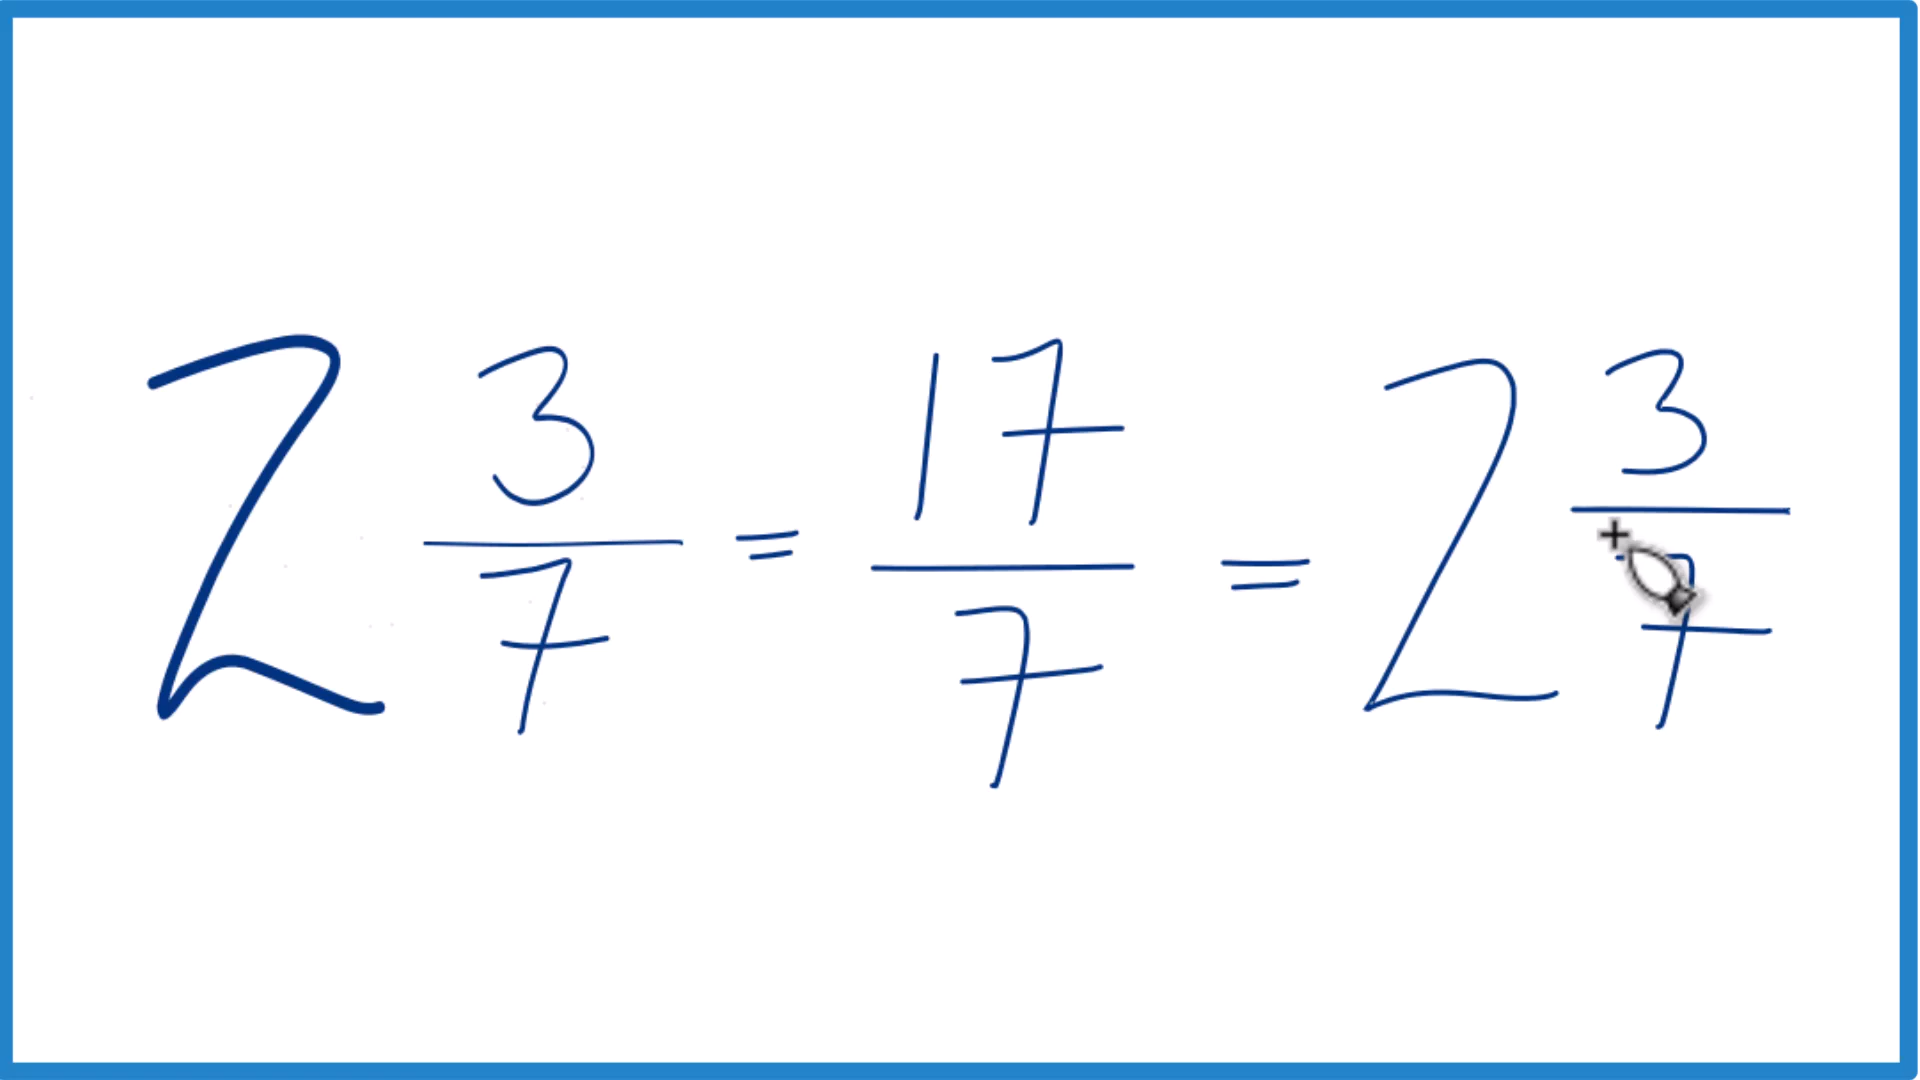 2 3/7 = 17/7 = 2 3/7